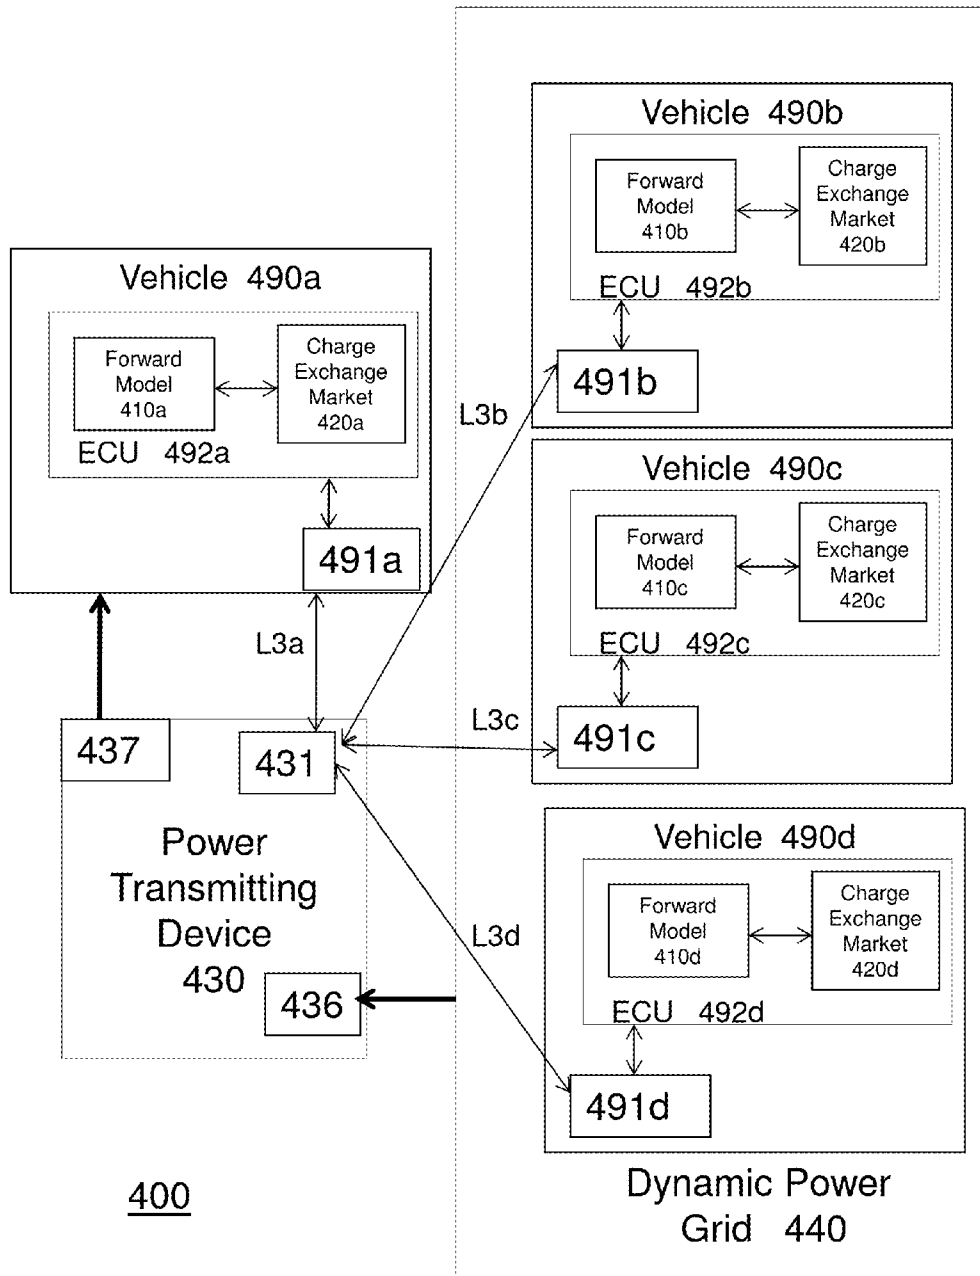 Vehicle 490b
Forward
Model
410b
Charge
Exchange
Market
420b
ECU 492b
491b
Vehicle 490a
Forward
Model
410a
Charge
Exchange
Market
420a
ECU 492a
491a
L3b
Vehicle 490c
Forward
Model
410c
Charge
Exchange
Market
420c
ECU 492c
491c
L3a
L3c
437
431
Power
Transmitting
Device
430
436
L3d
Vehicle 490d
Forward
Model
410d
Charge
Exchange
Market
420d
ECU 492d
491d
400
Dynamic Power
Grid 440